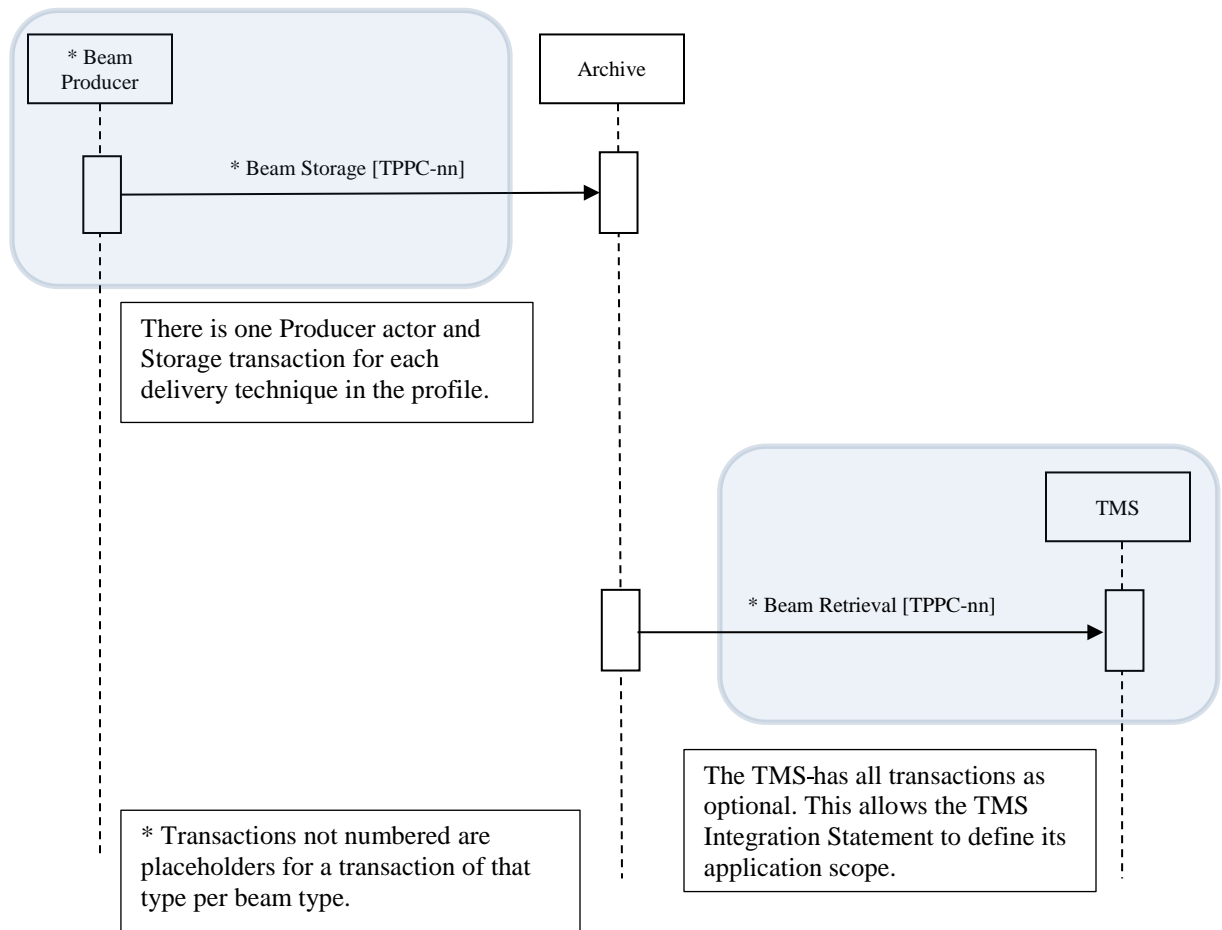 * Beam
Producer
Archive
* Beam Storage [TPPC-nn]
There is one Producer actor and
Storage transaction for each
delivery technique in the profile.
TMS
* Beam Retrieval [TPPC-nn]
The TMS-has all transactions as
optional. This allows the TMS
Integration Statement to define its
application scope.
* Transactions not numbered are
placeholders for a transaction of that
type per beam type.